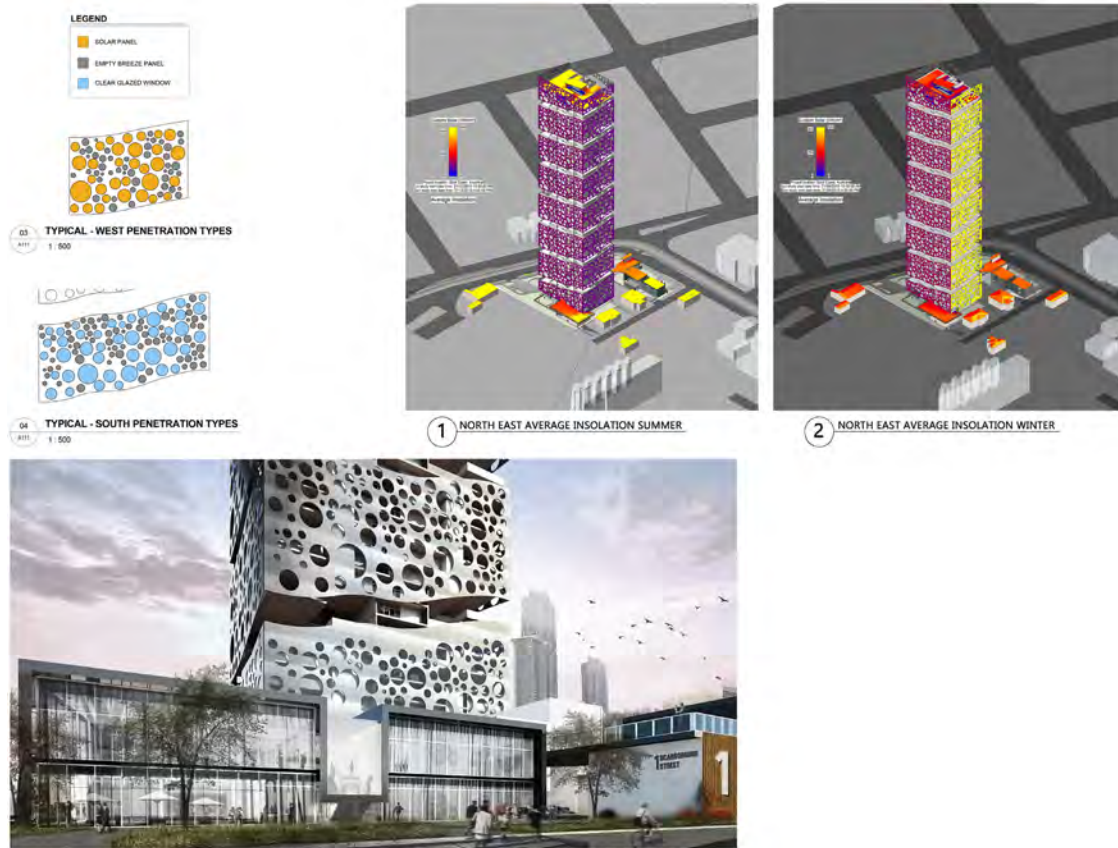 LEGEND
SOLAR PANEL
EMPTY BREEZE PANEL
CLEAR GLAZED WINDOW
03
A111
TYPICAL - WEST PENETRATION TYPES
1 : 500
04
A111
TYPICAL - SOUTH PENETRATION TYPES
1 : 500
Average Insolation
1
NORTH EAST AVERAGE INSOLATION SUMMER
Average Insolation
2
NORTH EAST AVERAGE INSOLATION WINTER
1 SCARBOROUGH
STREET
1